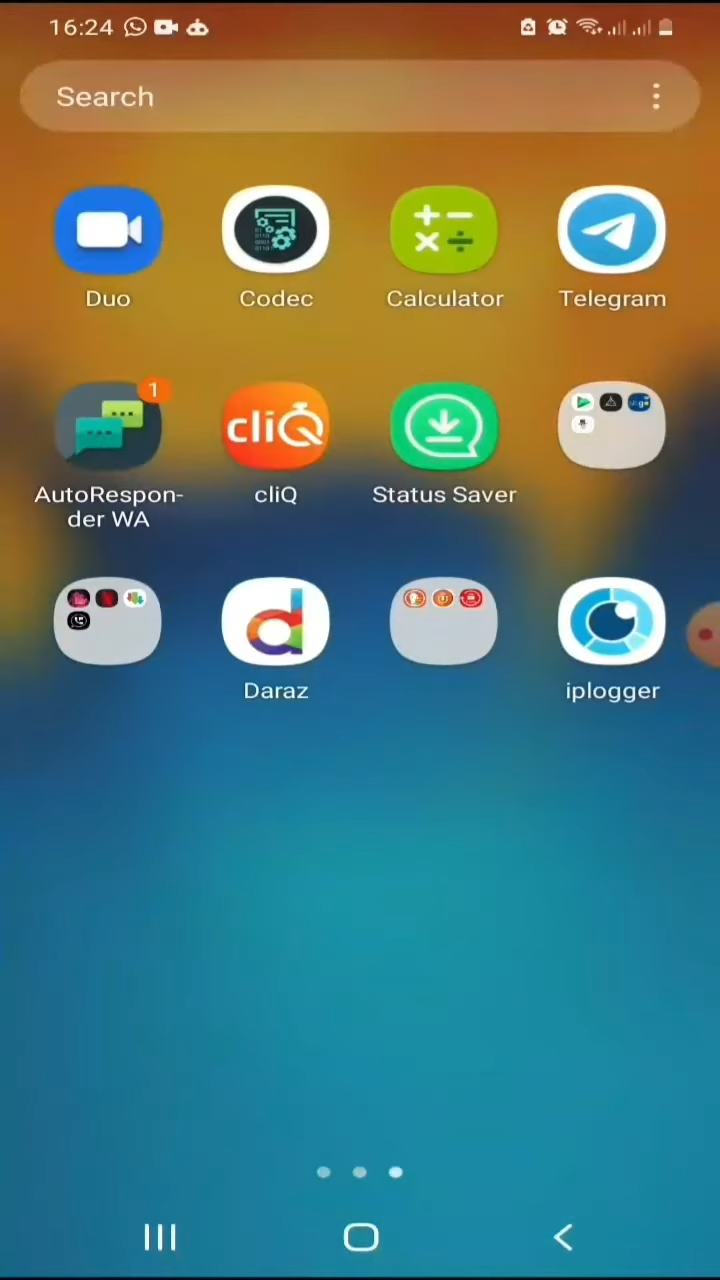 16:24
Search
Duo
Codec
Calculator
Telegram
1
cliQ
AutoRespon-
der WA
cliQ
Status Saver
Daraz
iplogger